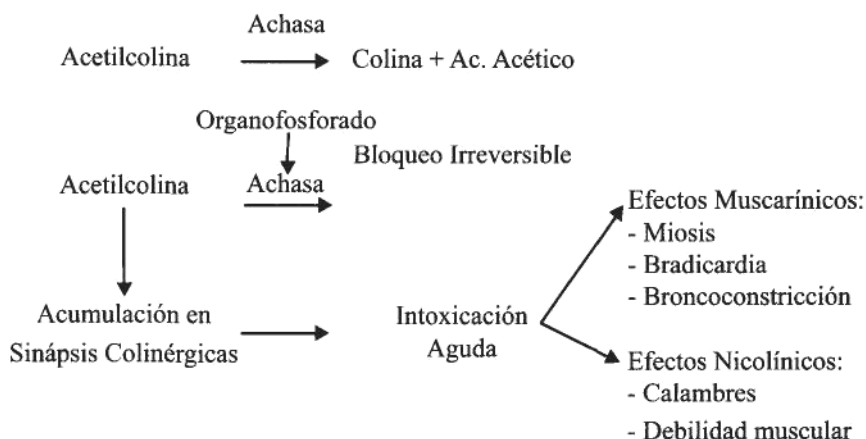 Achasa
Acetilcolina
Colina + Ac. Acético
Organofosforado
Bloqueo Irreversible
Acetilcolina
Achasa
Efectos Muscarínicos:
- Miosis
- Bradicardia
- Broncoconstricción
Acumulación en
Sinápsis Colinérgicas
Intoxicación
Aguda
Efectos Nicolínicos:
- Calambres
- Debilidad muscular